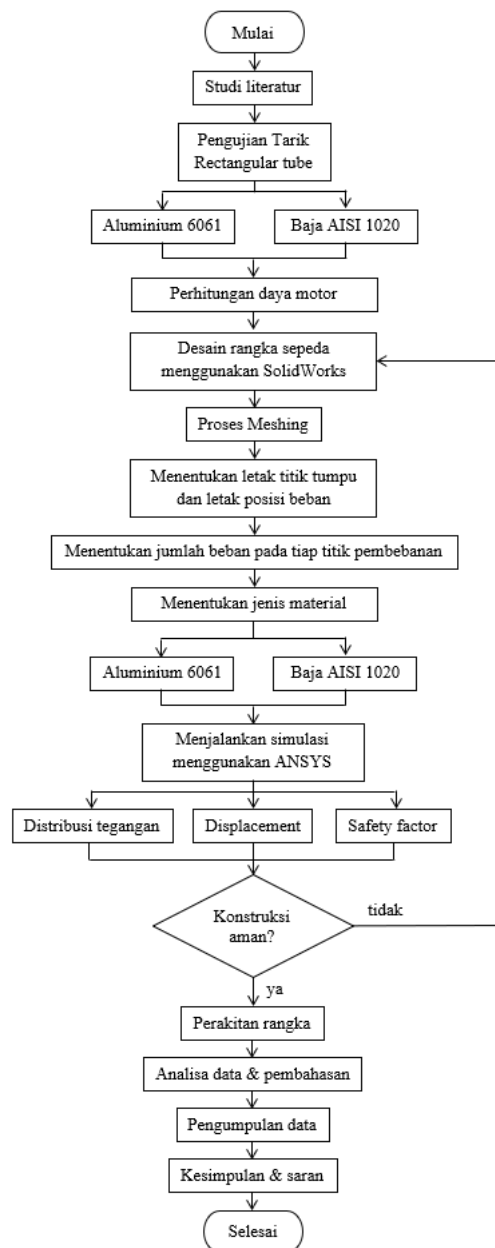 Mulai
Studi literatur
Pengujian Tarik
Rectangular tube
Aluminium 6061
Baja AISI 1020
Perhitungan daya motor
Desain rangka sepeda
menggunakan SolidWorks
Proses Meshing
Menentukan letak titik tumpu
dan letak posisi beban
Menentukan jumlah beban pada tiap titik pembebanan
Menentukan jenis material
Aluminium 6061
Baja AISI 1020
Menjalankan simulasi
menggunakan ANSYS
Distribusi tegangan
Displacement
Safety factor
Konstruksi
aman?
tidak
ya
Perakitan rangka
Analisa data & pembahasan
Pengumpulan data
Kesimpulan & saran
Selesai